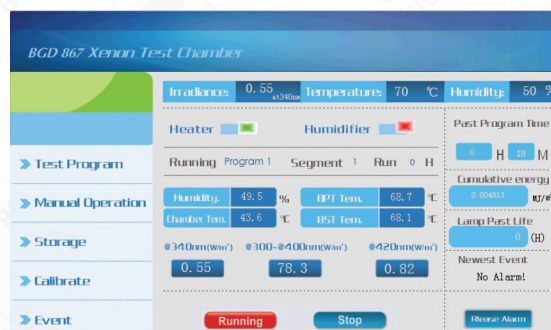 BGD 867 Xenon Test Chamber
Irradiance: 0.55 at340nm Temperature: 70 ℃ Humidity: 50 %
Heater Humidifier
Past Program Time
0 H 18 M
Running Program 1 Segment 1 Run 0 H
Test Program
Manual Operation
Storage
Calibrate
Event
Humidity. 49.5 % BPT Tem. 68.7 ℃
Chamber Tem. 43.6 ℃ BST Tem. 68.1 ℃
@340nm(W/m²) @300-@400nm(W/m²) @420nm(W/m²)
0.55 78.3 0.82
Cumulative energy
0.004813 MJ/m²
Lamp Past Life
0 (H)
Newest Event
No Alarm!
Running Stop Please Alarm